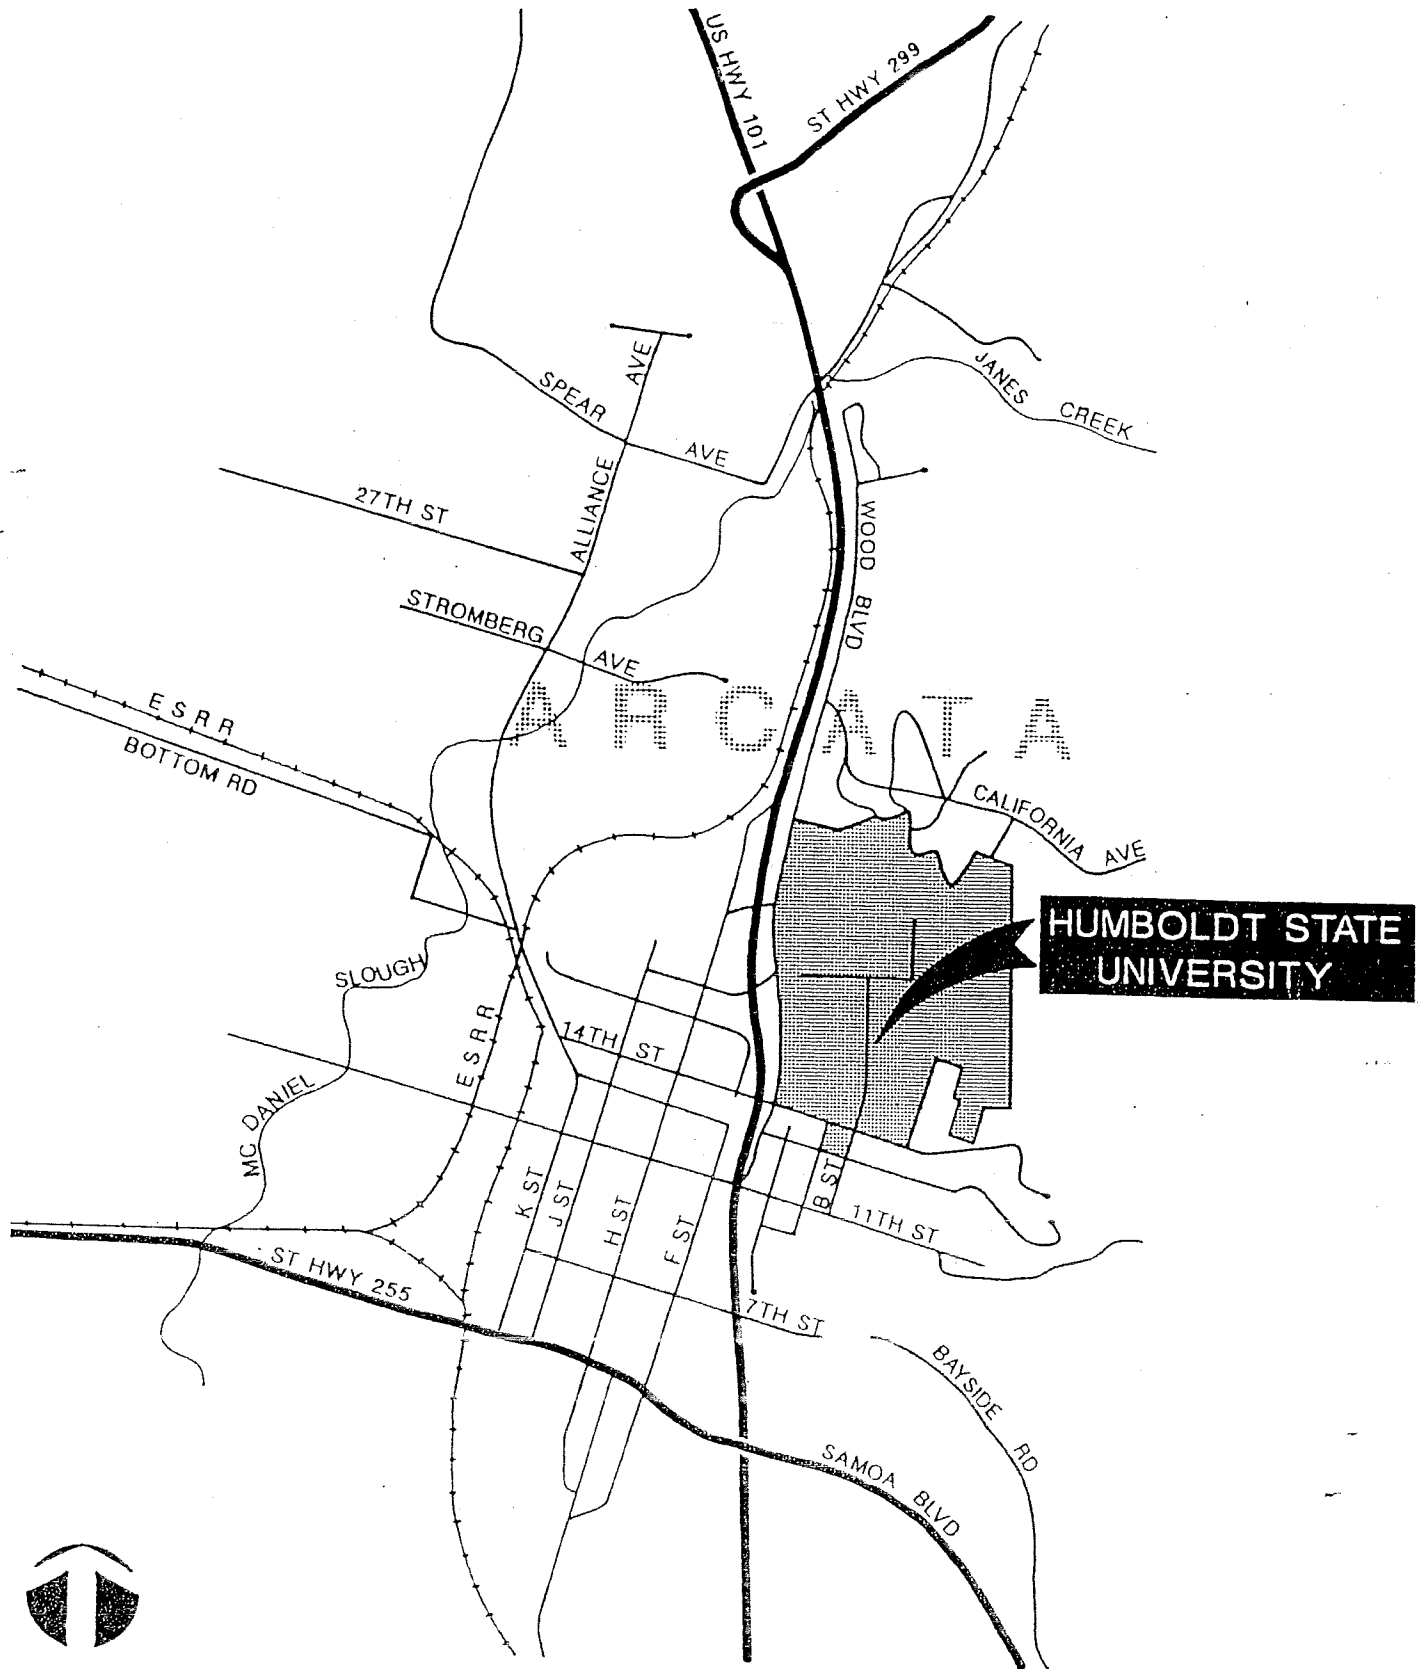 US HWY 101
ST HWY 299
AVE
SPEAR
AVE
JANES
CREEK
27TH ST
ALLIANCE
WOOD
BLVD
STROMBERG
AVE
ESRR
BOTTOM RD
ARCATA
CALIFORNIA
AVE
HUMBOLDT STATE
UNIVERSITY
SLOUGH
ESRR
14TH ST
MC DANIEL
K ST
J ST
H ST
F ST
B ST
11TH ST
ST HWY 255
7TH ST
BAYSIDE
RD
SAMOA
BLVD